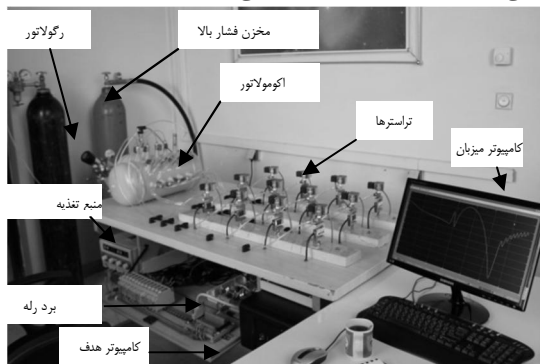 رگولاتور
مخزن فشار بالا
اکومولاتور
تراسترها
کامپیوتر میزبان
منبع تغذیه
برد رله
کامپیوتر هدف